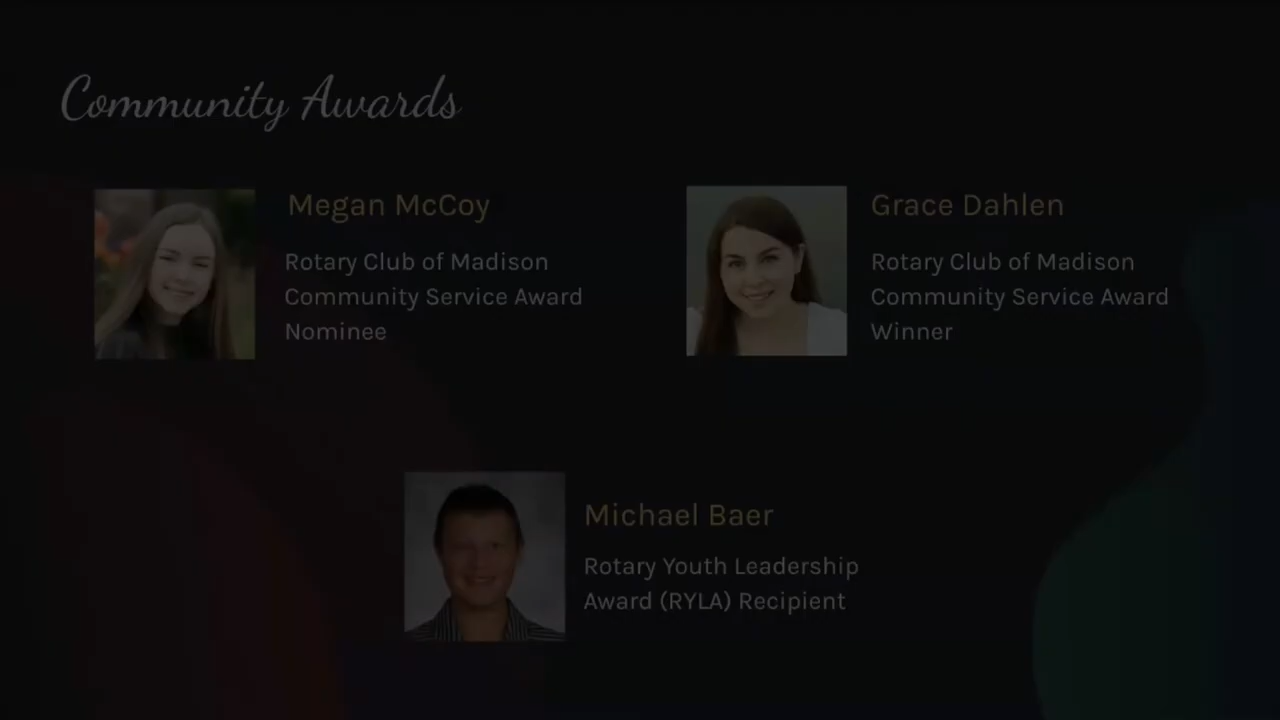 Community Awards
Megan McCoy
Rotary Club of Madison
Community Service Award
Nominee
Grace Dahlen
Rotary Club of Madison
Community Service Award
Winner
Michael Baer
Rotary Youth Leadership
Award (RYLA) Recipient